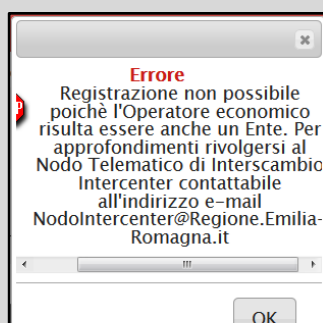 Errore
Registrazione non possibile
poichè l'Operatore economico
risulta essere anche un Ente. Per
approfondimenti rivolgersi al
Nodo Telematico di Interscambio
Intercenter contattabile
all'indirizzo e-mail
NodoIntercenter@Regione.Emilia-
Romagna.it
OK